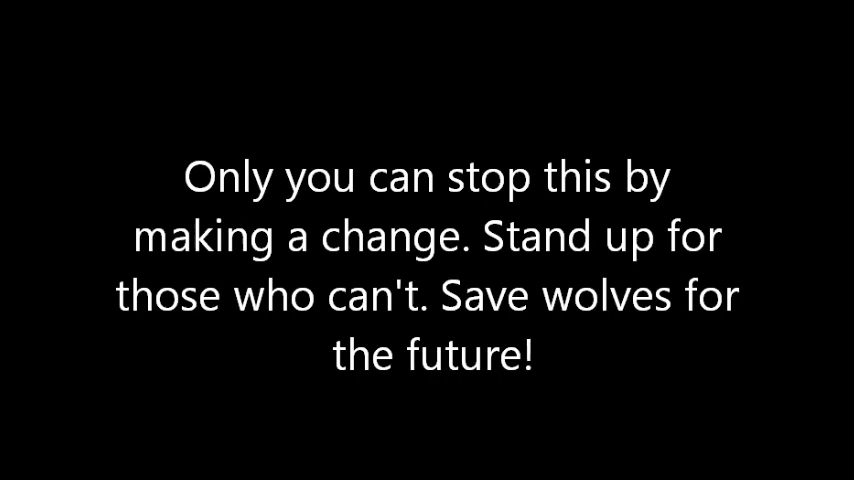 Only you can stop this by
making a change. Stand up for
those who can't. Save wolves for
the future!